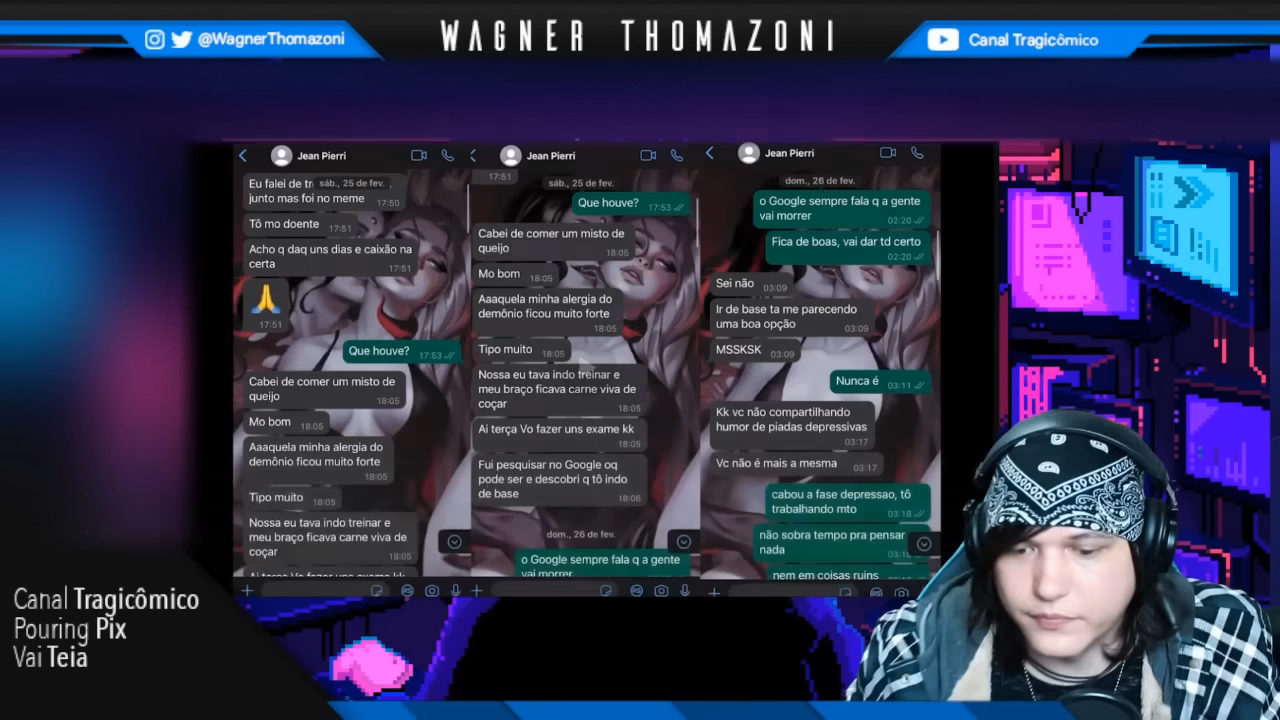 WAGNER THOMAZONI
@WagnerThomazoni
Canal Tragicômico
Jean Pierri
sáb., 25 de fev.
Eu falei de
junto mas foi no meme 17:50
Tô mo doente 17:51
Acho q daq uns dias e caixão na
certa 17:51
🙏
17:51
Que houve? 17:53
Cabei de comer um misto de
queijo 18:05
Mo bom 18:05
Aaaquela minha alergia do
demônio ficou muito forte
18:05
Tipo muito 18:05
Nossa eu tava indo treinar e
meu braço ficava carne viva de
coçar 18:05
Ai terça Vo fazer uns exame kk
Jean Pierri
17:51
sáb., 25 de fev.
Que houve? 17:53
Cabei de comer um misto de
queijo 18:05
Mo bom 18:05
Aaaquela minha alergia do
demônio ficou muito forte
18:05
Tipo muito 18:05
Nossa eu tava indo treinar e
meu braço ficava carne viva de
coçar 18:05
Ai terça Vo fazer uns exame kk
18:05
Fui pesquisar no Google oq
pode ser e descobri q tô indo
de base 18:06
dom., 26 de fev.
o Google sempre fala q a gente
vai morrer
Jean Pierri
dom., 26 de fev.
o Google sempre fala q a gente
vai morrer 02:20
Fica de boas, vai dar td certo
02:20
Sei não 03:09
Ir de base ta me parecendo
uma boa opção 03:09
MSSKSK 03:09
Nunca é 03:11
Kk vc não compartilhando
humor de piadas depressivas
03:17
Vc não é mais a mesma 03:17
cabou a fase depressao, tô
trabalhando mto 03:18
não sobra tempo pra pensar
nada
nem em coisas ruins
Canal Tragicômico
Pouring Pix
Vai Teia